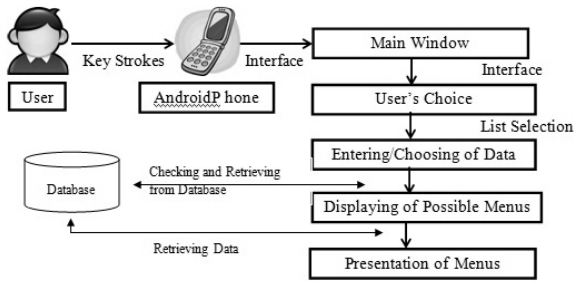 Main Window
Key Strokes
Interface
Interface
User
AndroidP hone
User's Choice
List Selection
Entering/Choosing of Data
Checking and Retrieving
from Database
Database
Displaying of Possible Menus
Retrieving Data
Presentation of Menus